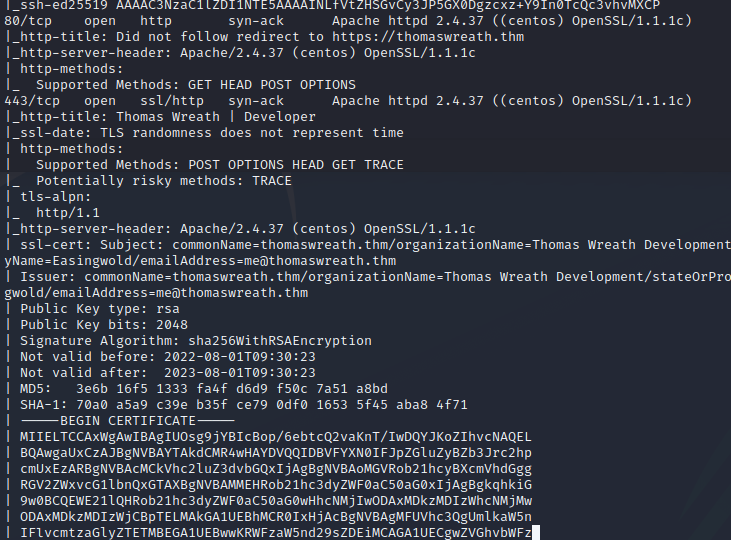 |_ssh-ed25519 AAAAC3NzaC1lZDI1NTE5AAAAINLfVtZHSGvCy3JP5GX0Dgzcxz+Y9In0TcQc3vhvMXCP
80/tcp open http syn-ack Apache httpd 2.4.37 ((centos) OpenSSL/1.1.1c)
|_http-title: Did not follow redirect to https://thomaswreath.thm
|_http-server-header: Apache/2.4.37 (centos) OpenSSL/1.1.1c
| http-methods:
|_ Supported Methods: GET HEAD POST OPTIONS
443/tcp open ssl/http syn-ack Apache httpd 2.4.37 ((centos) OpenSSL/1.1.1c)
|_http-title: Thomas Wreath | Developer
|_ssl-date: TLS randomness does not represent time
| http-methods:
| Supported Methods: POST OPTIONS HEAD GET TRACE
|_ Potentially risky methods: TRACE
| tls-alpn:
|_ http/1.1
|_http-server-header: Apache/2.4.37 (centos) OpenSSL/1.1.1c
| ssl-cert: Subject: commonName=thomaswreath.thm/organizationName=Thomas Wreath Development
yName=Easingwold/emailAddress=me@thomaswreath.thm
| Issuer: commonName=thomaswreath.thm/organizationName=Thomas Wreath Development/stateOrPro
gwold/emailAddress=me@thomaswreath.thm
| Public Key type: rsa
| Public Key bits: 2048
| Signature Algorithm: sha256WithRSAEncryption
| Not valid before: 2022-08-01T09:30:23
| Not valid after: 2023-08-01T09:30:23
| MD5: 3e6b 16f5 1333 fa4f d6d9 f50c 7a51 a8bd
| SHA-1: 70a0 a5a9 c39e b35f ce79 0df0 1653 5f45 aba8 4f71
| -----BEGIN CERTIFICATE-----
| MIIELTCCAxWgAwIBAgIUOsg9jYBIcBop/6ebtcQ2vaKnT/IwDQYJKoZIhvcNAQEL
| BQAwgaUxCzAJBgNVBAYTAkdCMR4wHAYDVQQIDBVFYXN0IFJpZGluZyBZb3Jrc2hp
| cmUxEzARBgNVBAcMCkVhc2luZ3dvbGQxIjAgBgNVBAoMGVRob21hcyBXcmVhdGgg
| RGV2ZWxvcG1lbnQxGTAXBgNVBAMMEHRob21hc3dyZWF0aC50aG0xIjAgBgkqhkiG
| 9w0BCQEWE21lQHRob21hc3dyZWF0aC50aG0wHhcNMjIwODAxMDkzMDIzWhcNMjMw
| ODAxMDkzMDIzWjCBpTELMAkGA1UEBhMCR0IxHjAcBgNVBAgMFUVhc3QgUmlkaW5n
| IFlvcmtzaGlyZTETMBEGA1UEBwwKRWFzaW5nd29sZDEiMCAGA1UECgwZVGhvbWFz